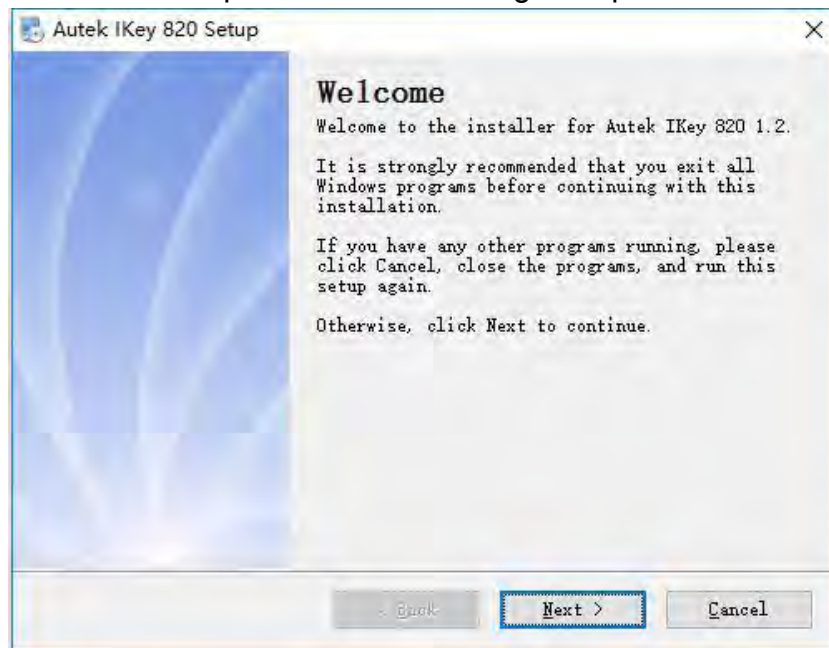 Autek IKey 820 Setup
Welcome
Welcome to the installer for Autek IKey 820 1.2.
It is strongly recommended that you exit all
Windows programs before continuing with this
installation.
If you have any other programs running, please
click Cancel, close the programs, and run this
setup again.
Otherwise, click Next to continue.
< Back
Next >
Cancel